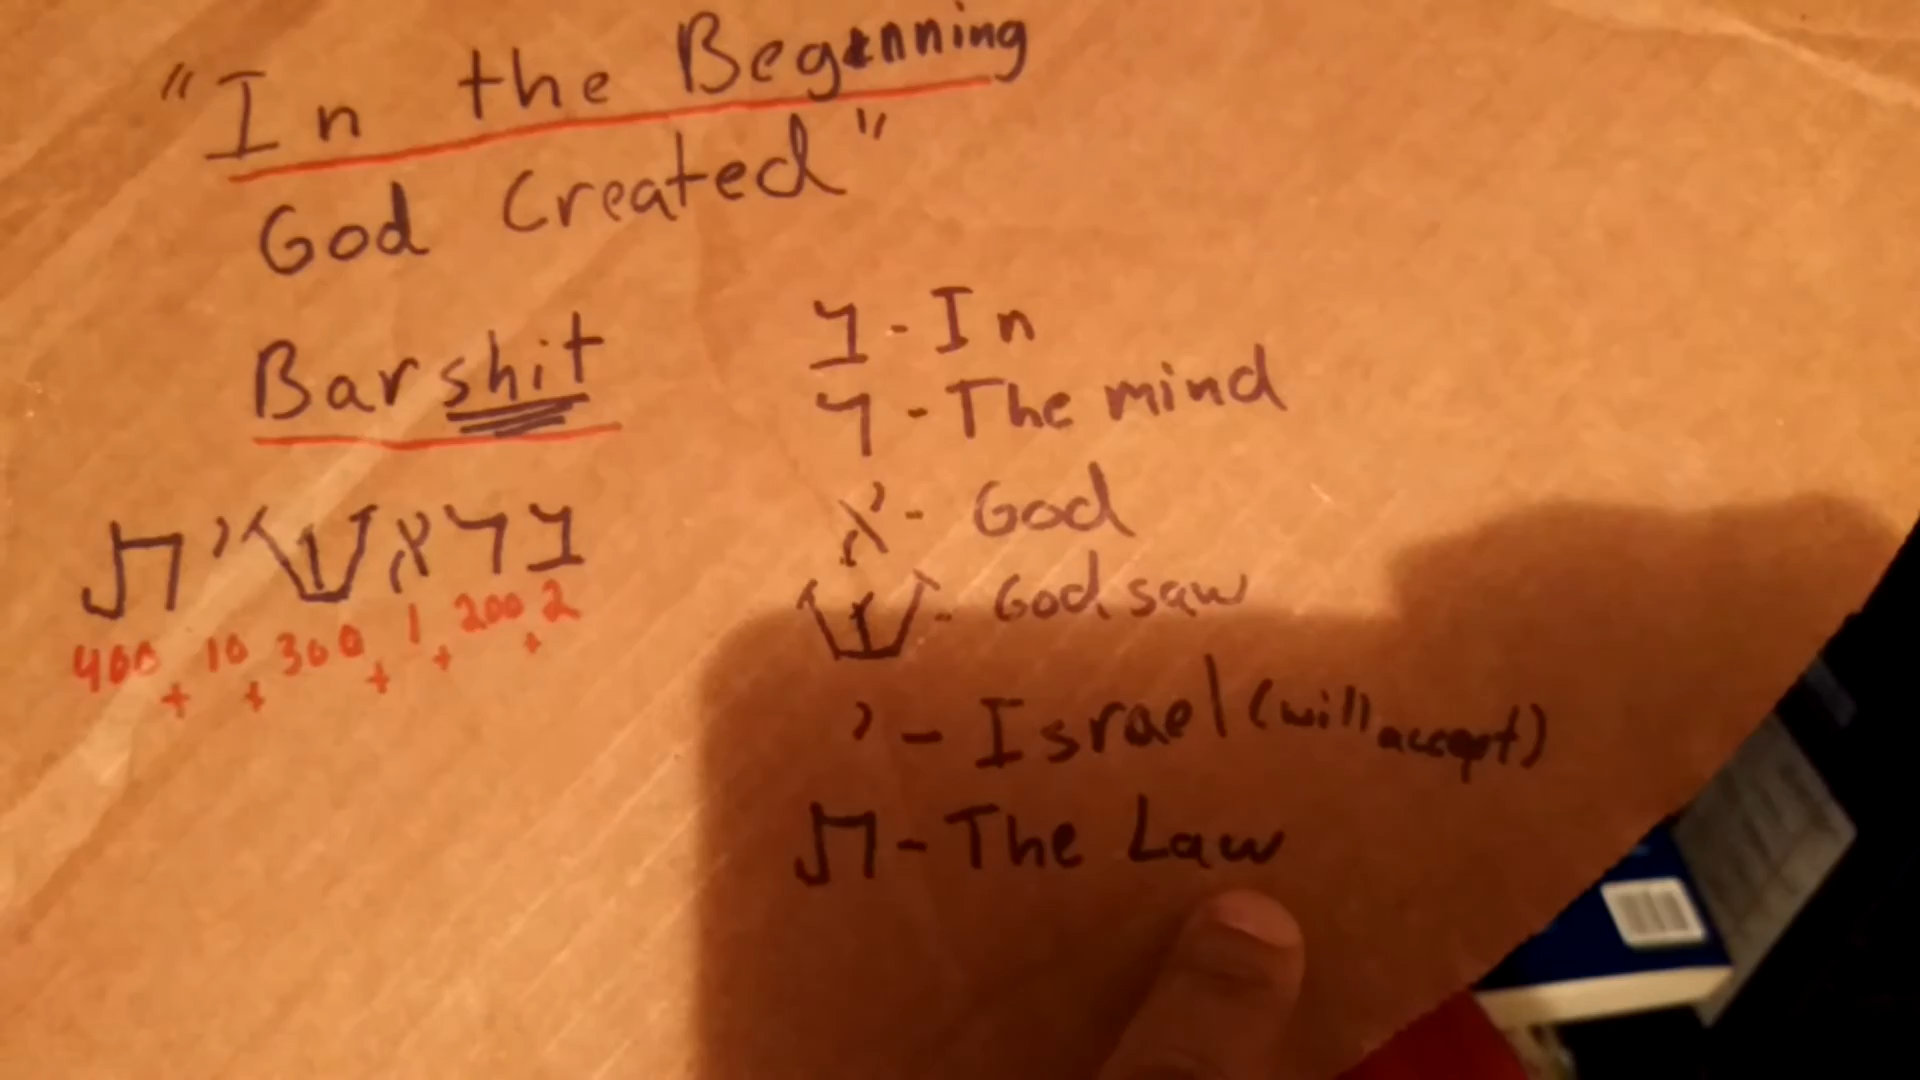 "In the Beginning
God Created"
Barshit
בראשית
400 + 10 + 300 + 1 + 200 + 2
ב - In
ר - The mind
א - God
ש - God saw
י - Israel (will accept)
ת - The Law